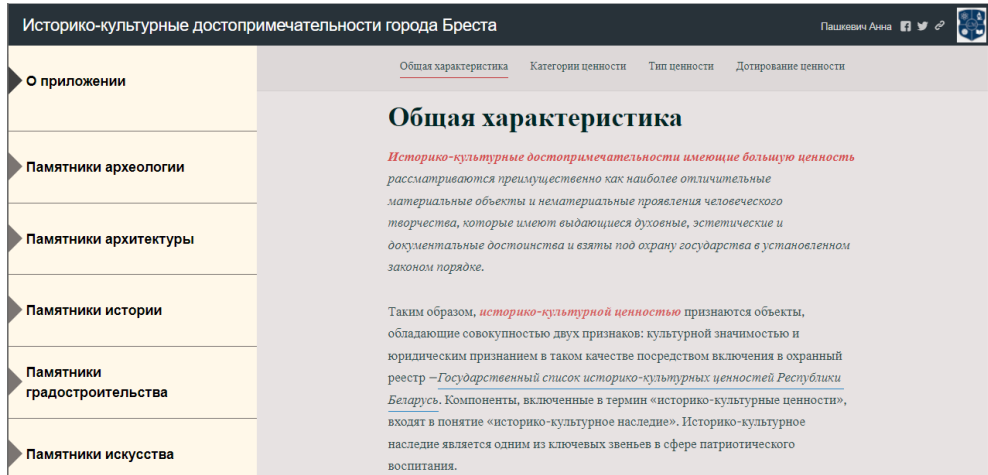 Историко-культурные достопримечательности города Бреста
Пашкевич Анна
О приложении
Памятники археологии
Памятники архитектуры
Памятники истории
Памятники
градостроительства
Памятники искусства
Общая характеристика
Категории ценности
Тип ценности
Дотирование ценности
Общая характеристика
Историко-культурные достопримечательности имеющие большую ценность
рассматриваются преимущественно как наиболее отличительные
материальные объекты и нематериальные проявления человеческого
творчества, которые имеют выдающиеся духовные, эстетические и
документальные достоинства и взяты под охрану государства в установленном
законом порядке.
Таким образом, историко-культурной ценностью признаются объекты,
обладающие совокупностью двух признаков: культурной значимостью и
юридическим признанием в таком качестве посредством включения в охранный
реестр –Государственный список историко-культурных ценностей Республики
Беларусь. Компоненты, включенные в термин «историко-культурные ценности»,
входят в понятие «историко-культурное наследие». Историко-культурное
наследие является одним из ключевых звеньев в сфере патриотического
воспитания.